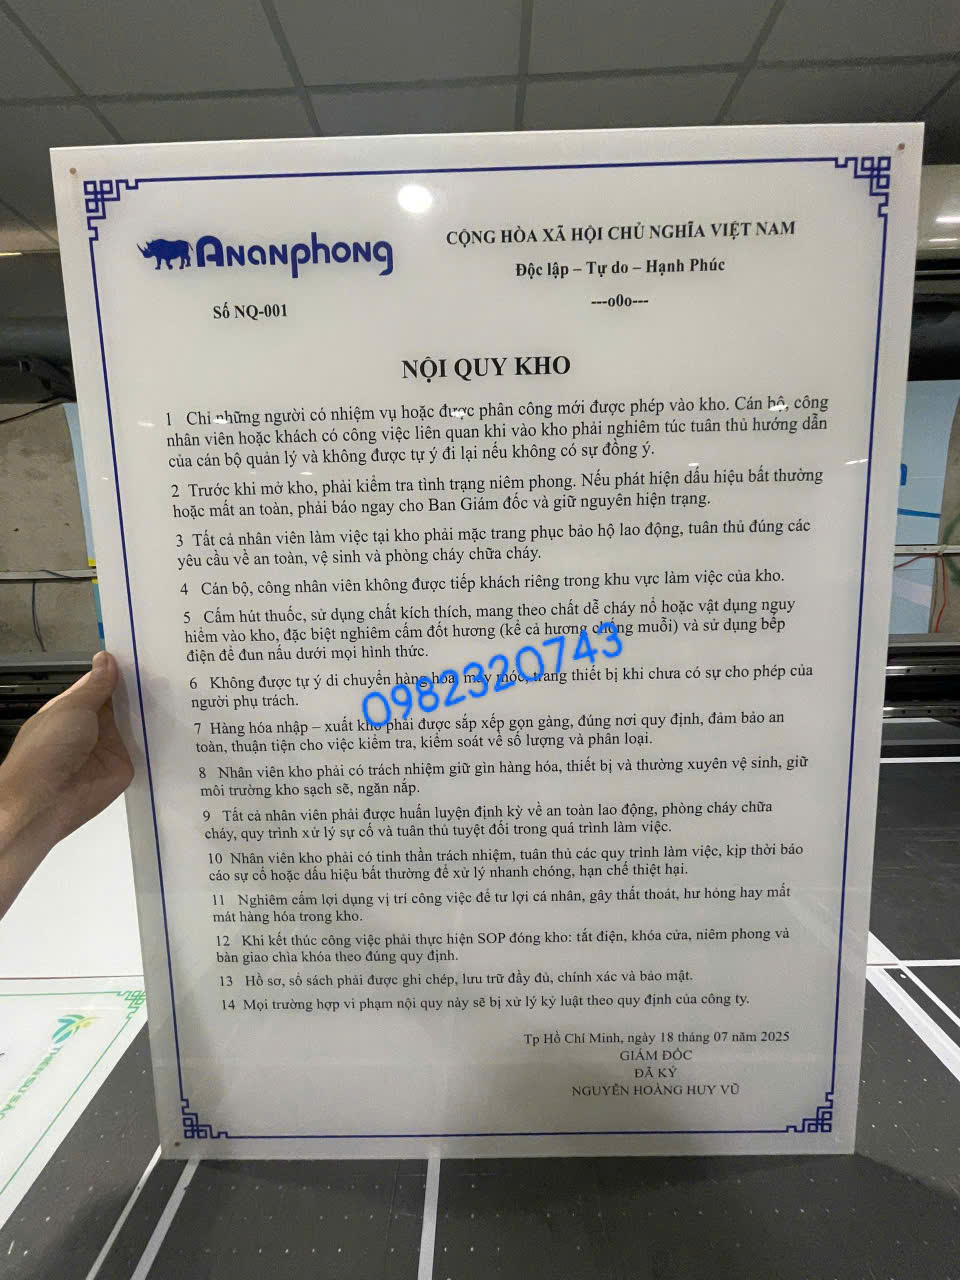 Ananphong
CỘNG HÒA XÃ HỘI CHỦ NGHĨA VIỆT NAM
Độc lập – Tự do – Hạnh Phúc
---o0o---
Số NQ-001
NỘI QUY KHO
1 Chỉ những người có nhiệm vụ hoặc được phân công mới được phép vào kho. Cán bộ, công
nhân viên hoặc khách có công việc liên quan khi vào kho phải nghiêm túc tuân thủ hướng dẫn
của cán bộ quản lý và không được tự ý đi lại nếu không có sự đồng ý.
2 Trước khi mở kho, phải kiểm tra tình trạng niêm phong. Nếu phát hiện dấu hiệu bất thường
hoặc mất an toàn, phải báo ngay cho Ban Giám đốc và giữ nguyên hiện trạng.
3 Tất cả nhân viên làm việc tại kho phải mặc trang phục bảo hộ lao động, tuân thủ đúng các
yêu cầu về an toàn, vệ sinh và phòng cháy chữa cháy.
4 Cán bộ, công nhân viên không được tiếp khách riêng trong khu vực làm việc của kho.
5 Cấm hút thuốc, sử dụng chất kích thích, mang theo chất dễ cháy nổ hoặc vật dụng nguy
hiểm vào kho, đặc biệt nghiêm cấm đốt hương (kể cả hương chống muỗi) và sử dụng bếp
điện để đun nấu dưới mọi hình thức.
6 Không được tự ý di chuyển hàng hóa, máy móc, trang thiết bị khi chưa có sự cho phép của
người phụ trách.
0982320743
7 Hàng hóa nhập – xuất kho phải được sắp xếp gọn gàng, đúng nơi quy định, đảm bảo an
toàn, thuận tiện cho việc kiểm tra, kiểm soát về số lượng và phân loại.
8 Nhân viên kho phải có trách nhiệm giữ gìn hàng hóa, thiết bị và thường xuyên vệ sinh, giữ
môi trường kho sạch sẽ, ngăn nắp.
9 Tất cả nhân viên phải được huấn luyện định kỳ về an toàn lao động, phòng cháy chữa
cháy, quy trình xử lý sự cố và tuân thủ tuyệt đối trong quá trình làm việc.
10 Nhân viên kho phải có tinh thần trách nhiệm, tuân thủ các quy trình làm việc, kịp thời báo
cáo sự cố hoặc dấu hiệu bất thường để xử lý nhanh chóng, hạn chế thiệt hại.
11 Nghiêm cấm lợi dụng vị trí công việc để tư lợi cá nhân, gây thất thoát, hư hỏng hay mất
mát hàng hóa trong kho.
12 Khi kết thúc công việc phải thực hiện SOP đóng kho: tắt điện, khóa cửa, niêm phong và
bàn giao chìa khóa theo đúng quy định.
13 Hồ sơ, sổ sách phải được ghi chép, lưu trữ đầy đủ, chính xác và bảo mật.
14 Mọi trường hợp vi phạm nội quy này sẽ bị xử lý kỷ luật theo quy định của công ty.
Tp Hồ Chí Minh, ngày 18 tháng 07 năm 2025
GIÁM ĐỐC
ĐÃ KÝ
NGUYỄN HOÀNG HUY VŨ